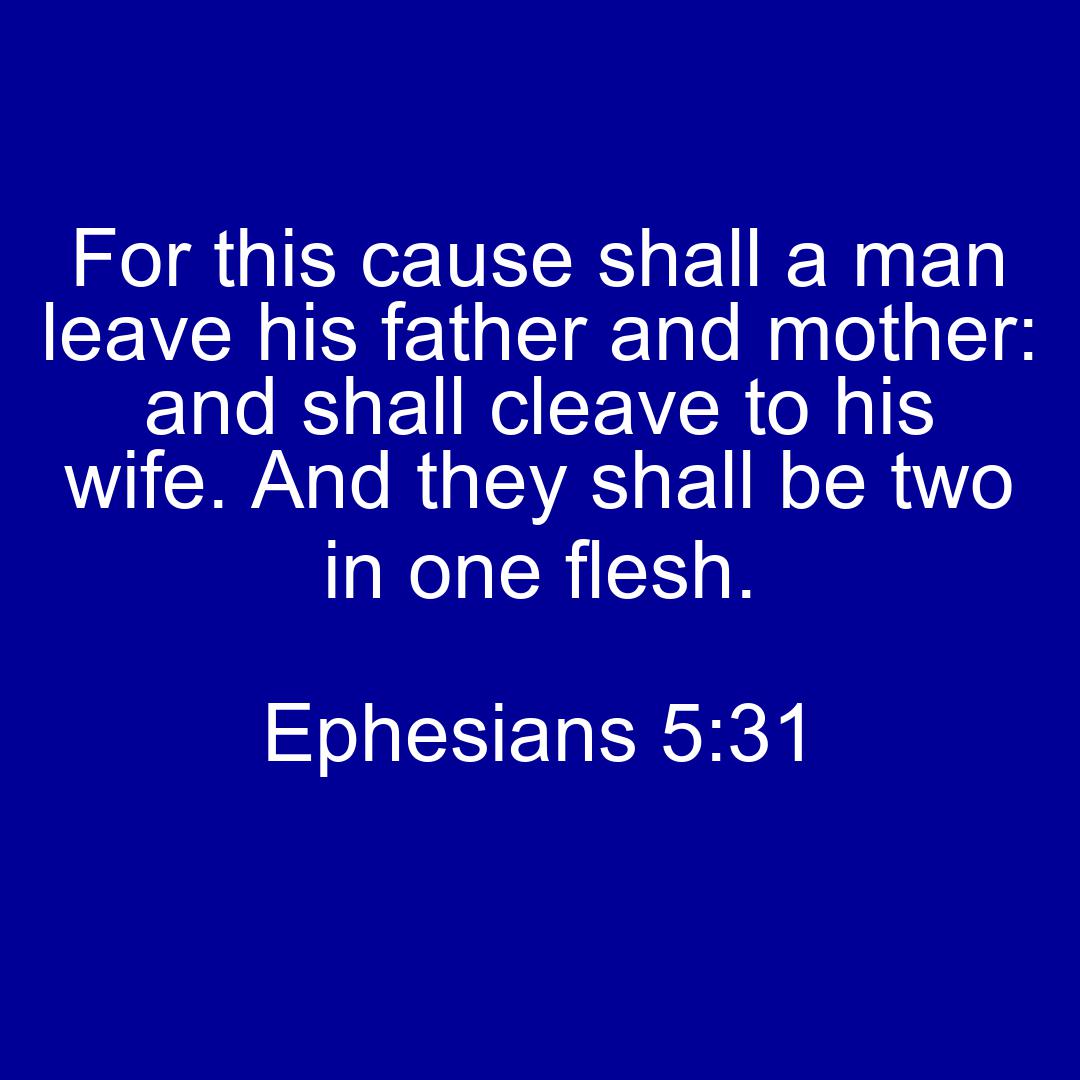 For this cause shall a man
leave his father and mother:
and shall cleave to his
wife. And they shall be two
in one flesh.
Ephesians 5:31